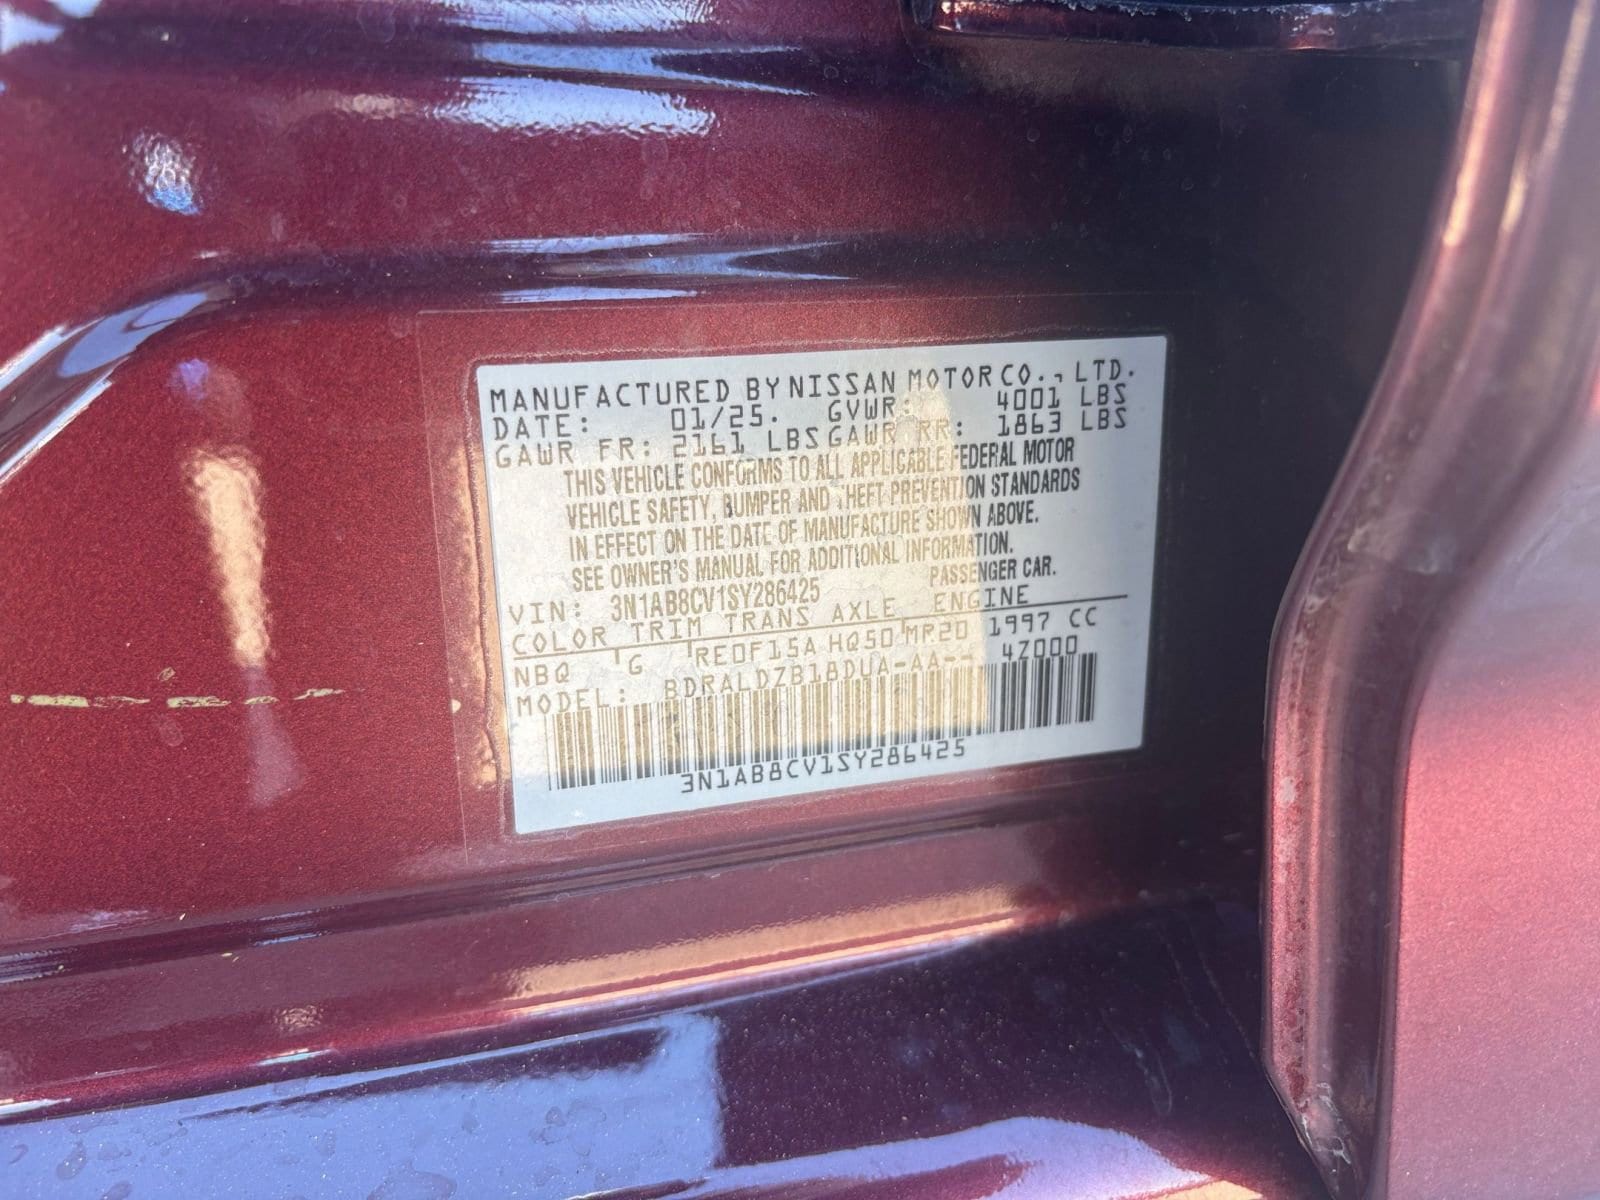 MANUFACTURED BY NISSAN MOTOR CO., LTD.
DATE: 01/25. GVWR: 4001 LBS
GAWR FR: 2161 LBS GAWR RR: 1863 LBS
THIS VEHICLE CONFORMS TO ALL APPLICABLE FEDERAL MOTOR
VEHICLE SAFETY, BUMPER AND THEFT PREVENTION STANDARDS
IN EFFECT ON THE DATE OF MANUFACTURE SHOWN ABOVE.
SEE OWNER'S MANUAL FOR ADDITIONAL INFORMATION.
PASSENGER CAR.
VIN: 3N1AB8CV1SY286425
COLOR TRIM TRANS AXLE ENGINE
NBQ G RE0F15A HQ50 MR20 1997 CC
MODEL: BDRALDZB18DUA-AA-- 4Z000
3N1AB8CV1SY286425